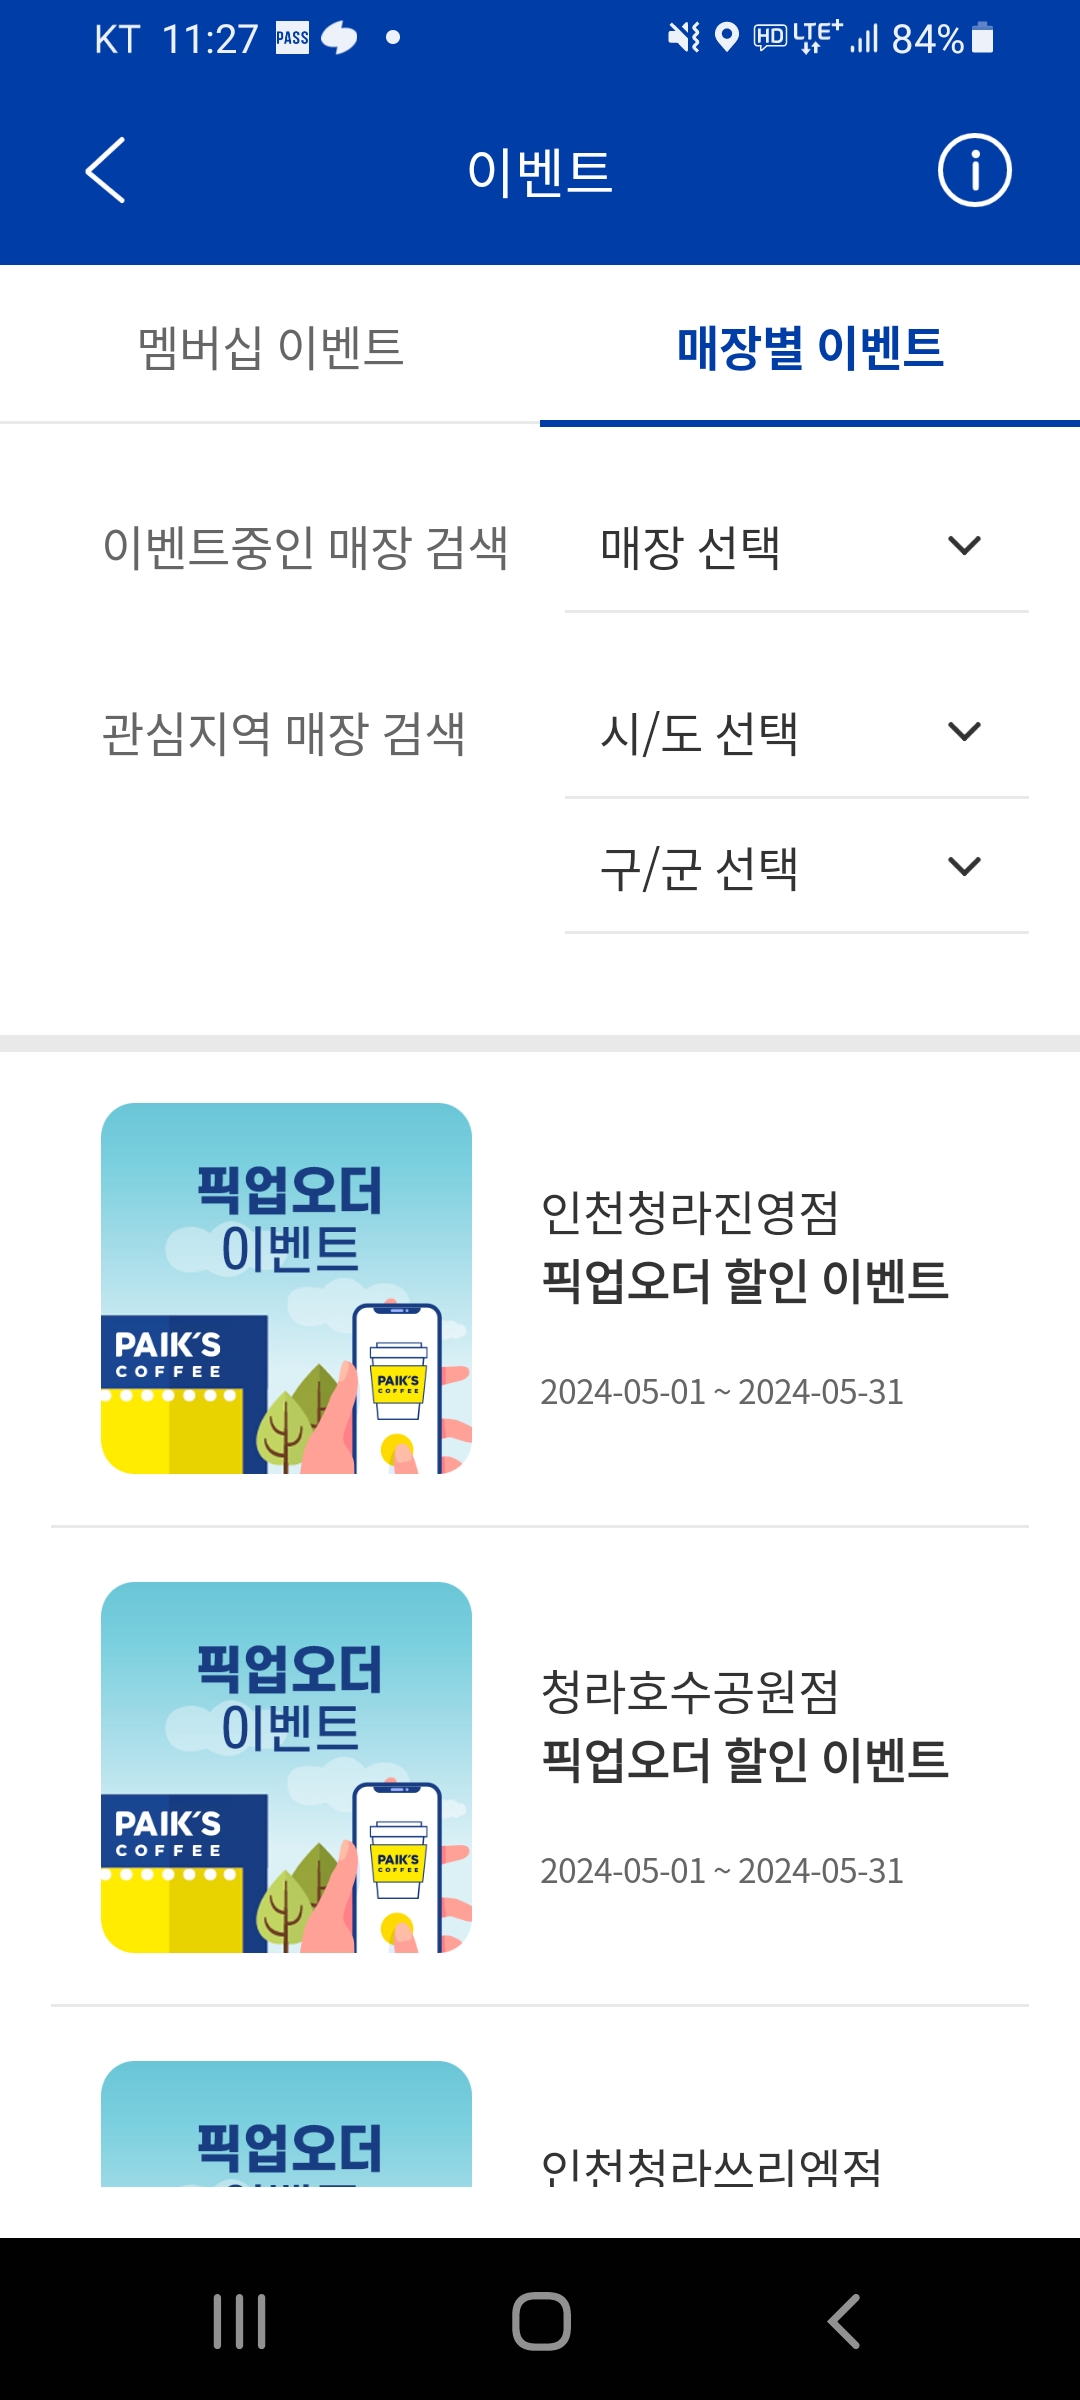 KT 11:27 PASS HD LTE+ 84%
이벤트
멤버십 이벤트 매장별 이벤트
이벤트중인 매장 검색 매장 선택
관심지역 매장 검색 시/도 선택
구/군 선택
픽업오더
이벤트
PAIK'S
COFFEE
PAIK'S
COFFEE
인천청라진영점
픽업오더 할인 이벤트
2024-05-01 ~ 2024-05-31
픽업오더
이벤트
PAIK'S
COFFEE
PAIK'S
COFFEE
청라호수공원점
픽업오더 할인 이벤트
2024-05-01 ~ 2024-05-31
픽업오더
이벤트
인천청라쓰리엠점